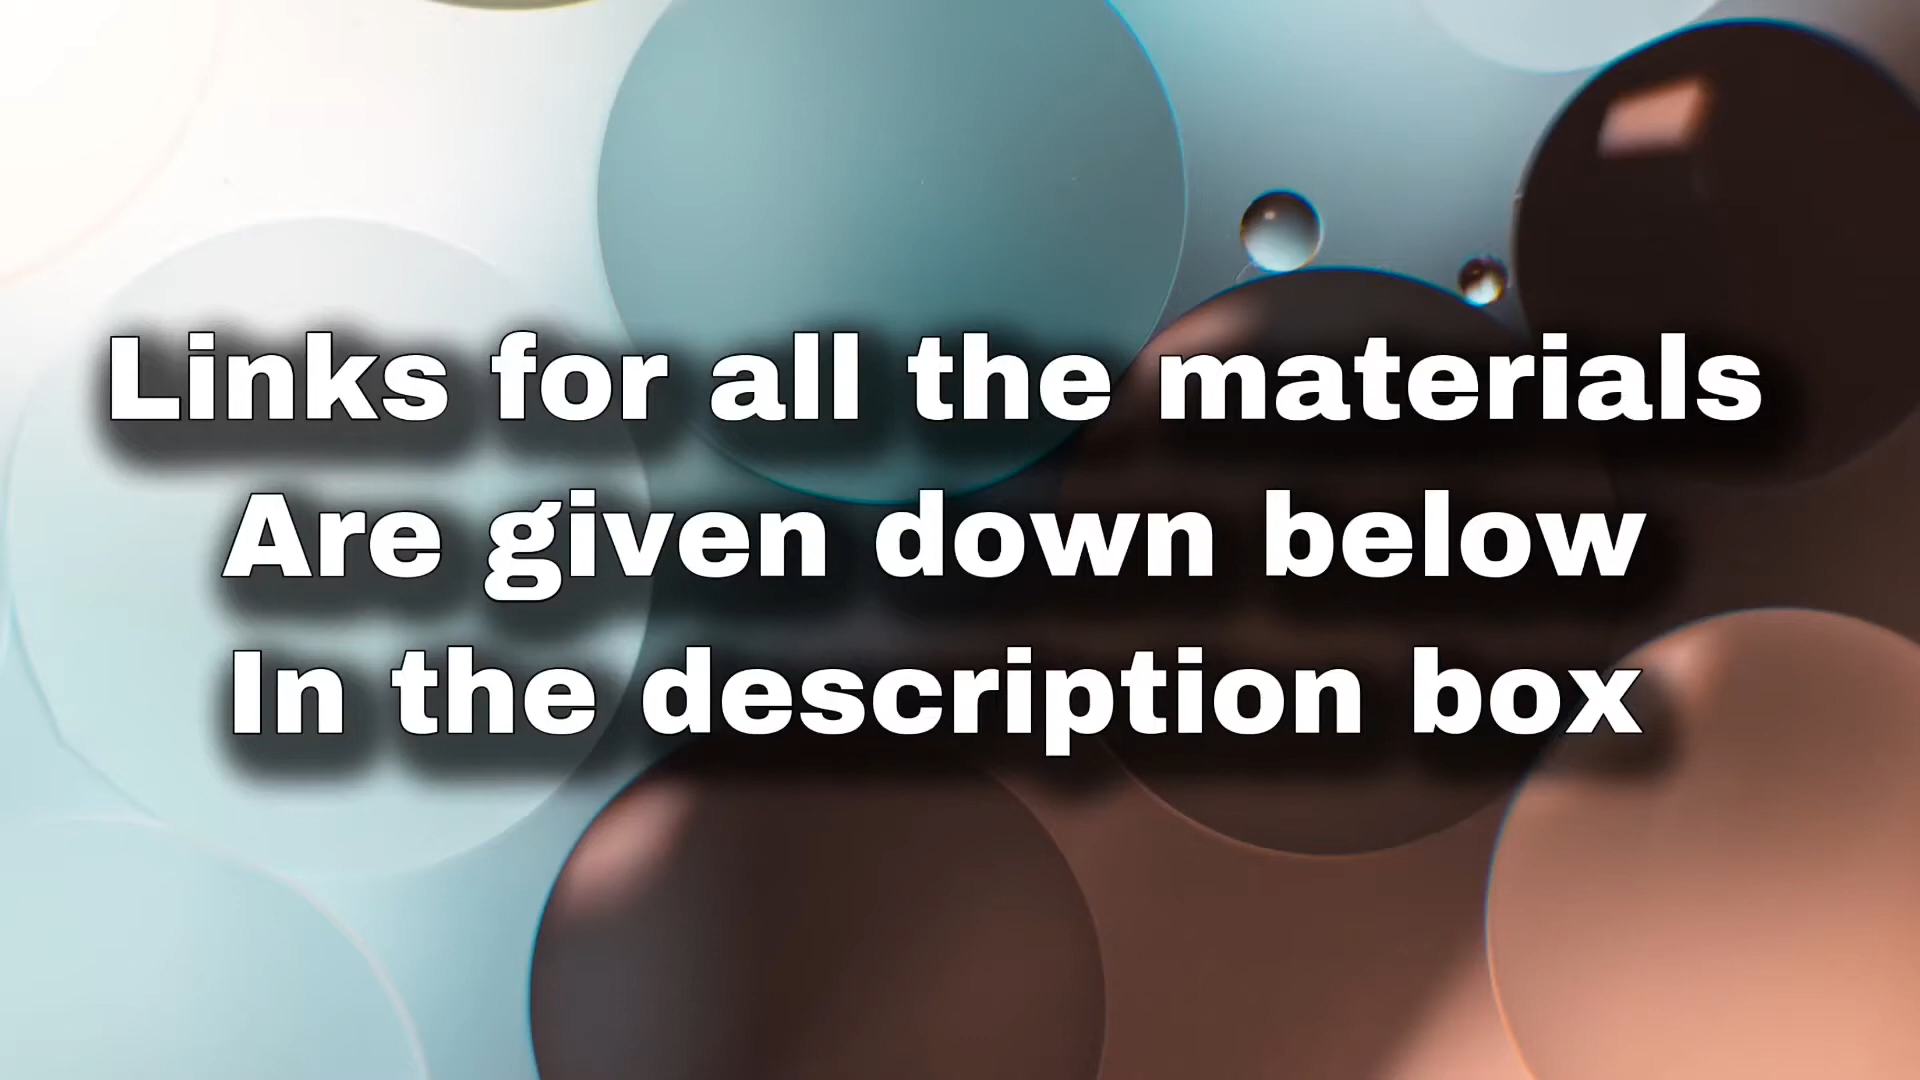 Links for all the materials
Are given down below
In the description box